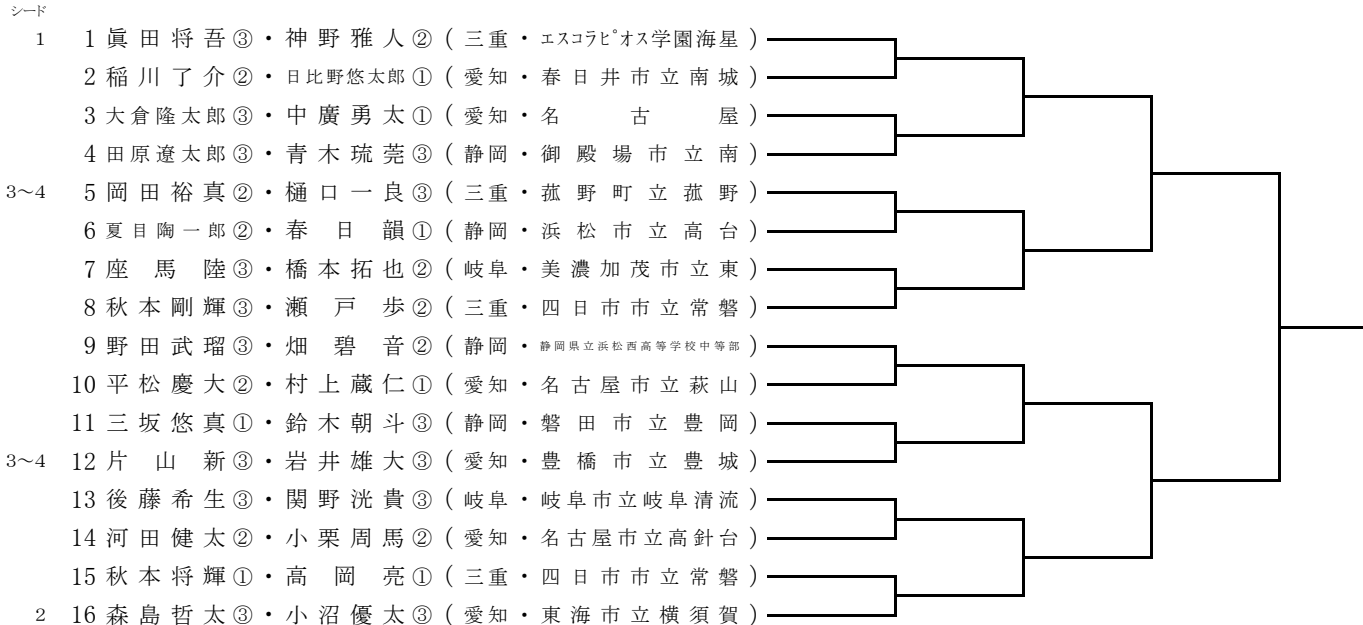 シード
1 1 眞田将吾③・神野雅人② (三重・エスコラピオス学園海星)
2 稲川了介②・日比野悠太郎① (愛知・春日井市立南城)
3 大倉隆太郎③・中廣勇太① (愛知・名古屋)
4 田原遼太郎③・青木琉莞③ (静岡・御殿場市立南)
3~4 5 岡田裕真②・樋口一良③ (三重・菰野町立菰野)
6 夏目陶一郎②・春日韻① (静岡・浜松市立高台)
7 座馬陸③・橋本拓也② (岐阜・美濃加茂市立東)
8 秋本剛輝③・瀬戸歩② (三重・四日市市立常磐)
9 野田武瑠③・畑碧音② (静岡・静岡県立浜松西高等学校中等部)
10 平松慶大②・村上蔵仁① (愛知・名古屋市立萩山)
11 三坂悠真①・鈴木朝斗③ (静岡・磐田市立豊岡)
3~4 12 片山新③・岩井雄大③ (愛知・豊橋市立豊城)
13 後藤希生③・関野洸貴③ (岐阜・岐阜市立岐阜清流)
14 河田健太②・小栗周馬② (愛知・名古屋市立高針台)
15 秋本将輝①・高岡亮① (三重・四日市市立常磐)
2 16 森島哲太③・小沼優太③ (愛知・東海市立横須賀)